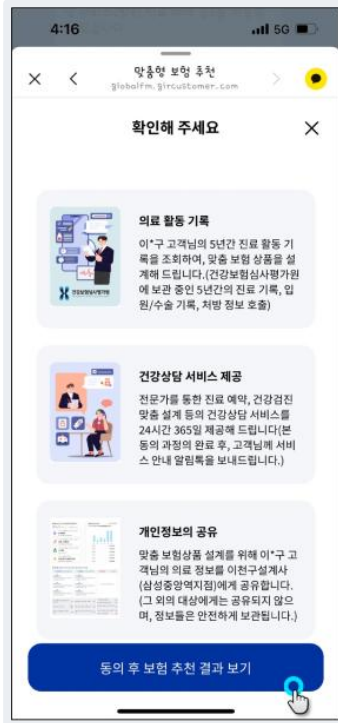 4:16
5G
맞춤형 보험 추천
globalfm.gircustomer.com
확인해 주세요
의료 활동 기록
이*구 고객님의 5년간 진료 활동 기
록을 조회하여, 맞춤 보험 상품을 설
계해 드립니다.(건강보험심사평가원
에 보관 중인 5년간의 진료 기록, 입
원/수술 기록, 처방 정보 호출)
건강보험심사평가원
건강상담 서비스 제공
전문가를 통한 진료 예약, 건강검진
맞춤 설계 등의 건강상담 서비스를
24시간 365일 제공해 드립니다(본
동의 과정의 완료 후, 고객님께 서비
스 안내 알림톡을 보내드립니다.)
개인정보의 공유
맞춤 보험상품 설계를 위해 이*구 고
객님의 의료 정보를 이천구설계사
(삼성중앙역지점)에게 공유합니다.
(그 외의 대상에게는 공유되지 않으
며, 정보들은 안전하게 보관됩니다.)
동의 후 보험 추천 결과 보기